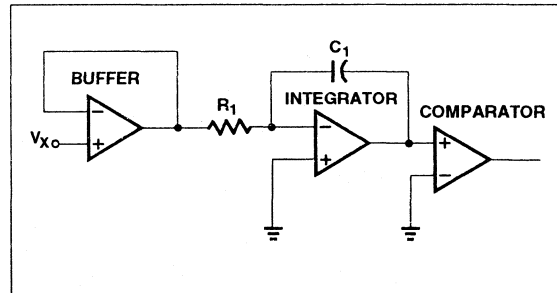 C1
BUFFER
INTEGRATOR
R1
COMPARATOR
−
−
+
VX
+
+
−